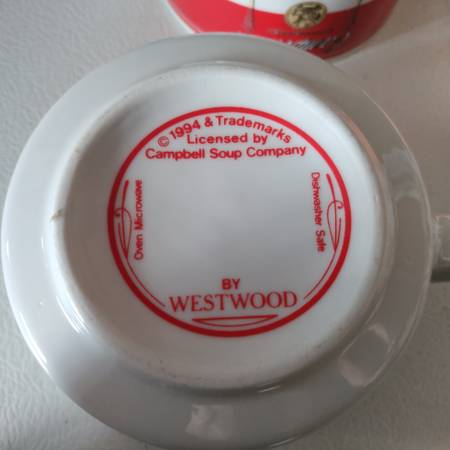 © 1994 & Trademarks
Licensed by
Campbell Soup Company
Oven Microwave
Dishwasher Safe
BY
WESTWOOD